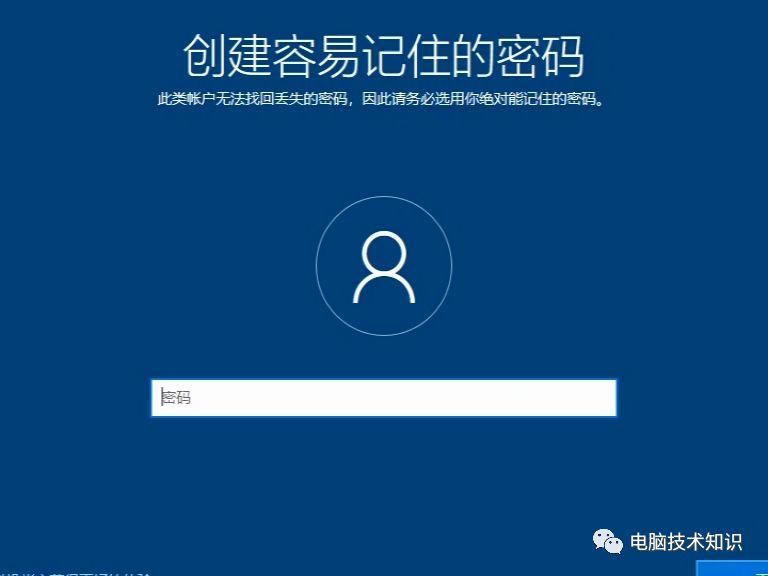 创建容易记住的密码
此类帐户无法找回丢失的密码，因此请务必选用你绝对能记住的密码。
密码
电脑技术知识